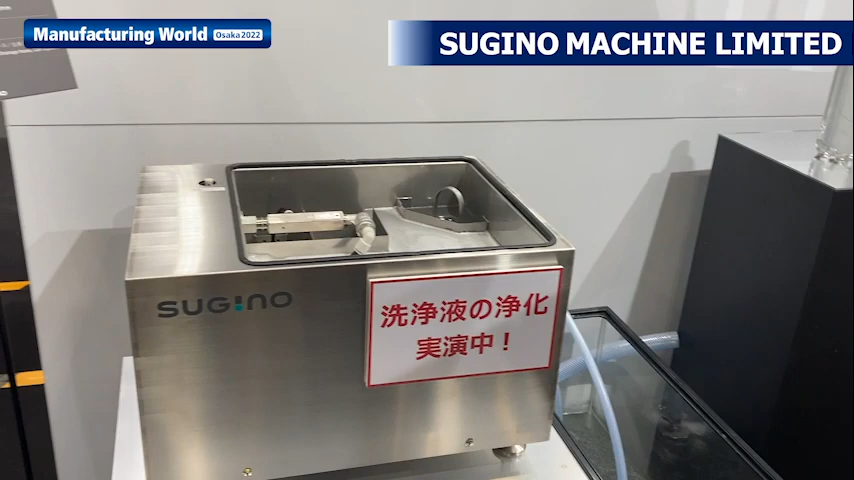 Manufacturing World Osaka2022
SUGINO MACHINE LIMITED
SUGINO
洗浄液の浄化
実演中！